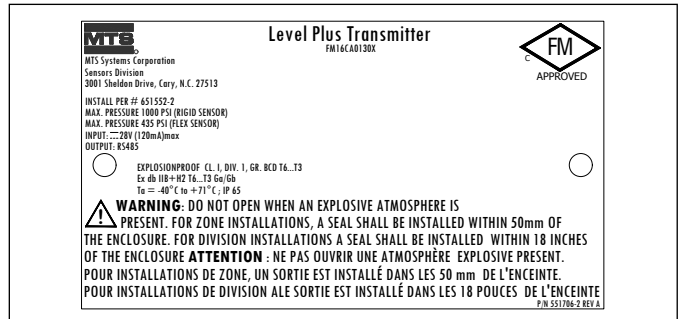 MTS
Level Plus Transmitter
FM16CA0130X
C FM
APPROVED
MTS Systems Corporation
Sensors Division
3001 Sheldon Drive, Cary, N.C. 27513
INSTALL PER # 651552-2
MAX. PRESSURE 1000 PSI (RIGID SENSOR)
MAX. PRESSURE 435 PSI (FLEX SENSOR)
INPUT: ⎓28V (120mA)max
OUTPUT: RS485
EXPLOSIONPROOF CL. I, DIV. 1, GR. BCD T6...T3
Ex db IIB+H2 T6...T3 Ga/Gb
Ta = -40°C to +71°C ; IP 65
WARNING: DO NOT OPEN WHEN AN EXPLOSIVE ATMOSPHERE IS
PRESENT. FOR ZONE INSTALLATIONS, A SEAL SHALL BE INSTALLED WITHIN 50mm OF
THE ENCLOSURE. FOR DIVISION INSTALLATIONS A SEAL SHALL BE INSTALLED WITHIN 18 INCHES
OF THE ENCLOSURE ATTENTION : NE PAS OUVRIR UNE ATMOSPHÈRE EXPLOSIVE PRESENT.
POUR INSTALLATIONS DE ZONE, UN SORTIE EST INSTALLÉ DANS LES 50 mm DE L'ENCEINTE.
POUR INSTALLATIONS DE DIVISION ALE SORTIE EST INSTALLÉ DANS LES 18 POUCES DE L'ENCEINTE
P/N 551706-2 REV A